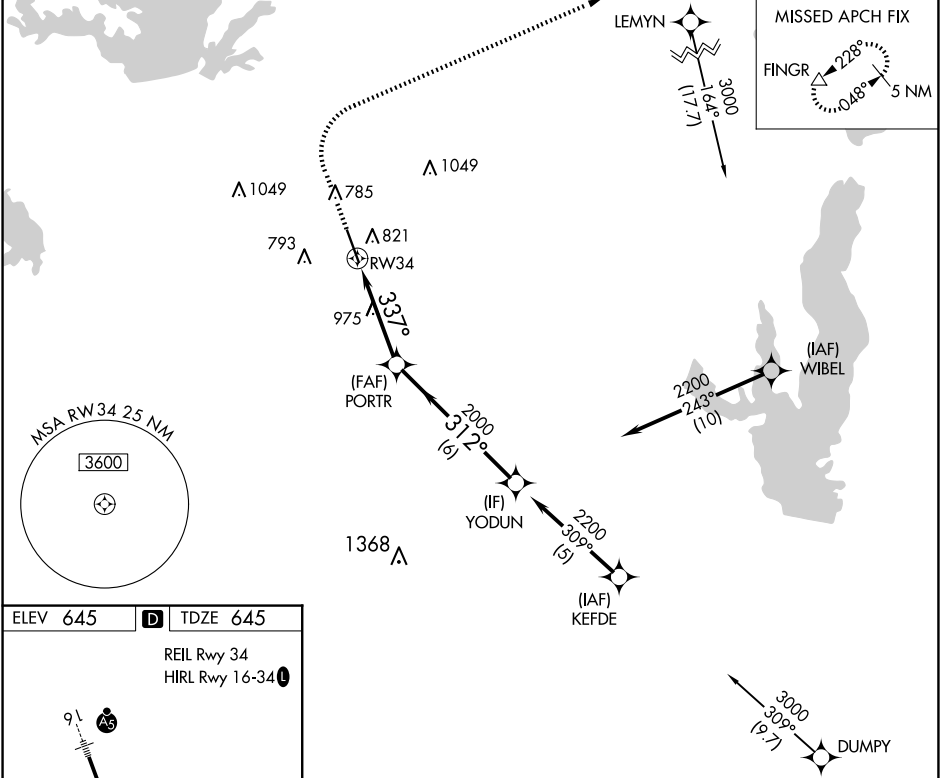 LEMYN
3000
164°
(17.7)
MISSED APCH FIX
FINGR
228°
048°
5 NM
1049
785
1049
793
821
RW34
975
337°
(FAF)
PORTR
(IAF)
WIBEL
2200
243°
(10)
2000
312°
(6)
MSA RW34 25 NM
3600
(IF)
YODUN
2200
309°
(5)
1368
(IAF)
KEFDE
ELEV 645
D
TDZE 645
REIL Rwy 34
HIRL Rwy 16-34 L
16
A5
3000
309°
(9.7)
DUMPY